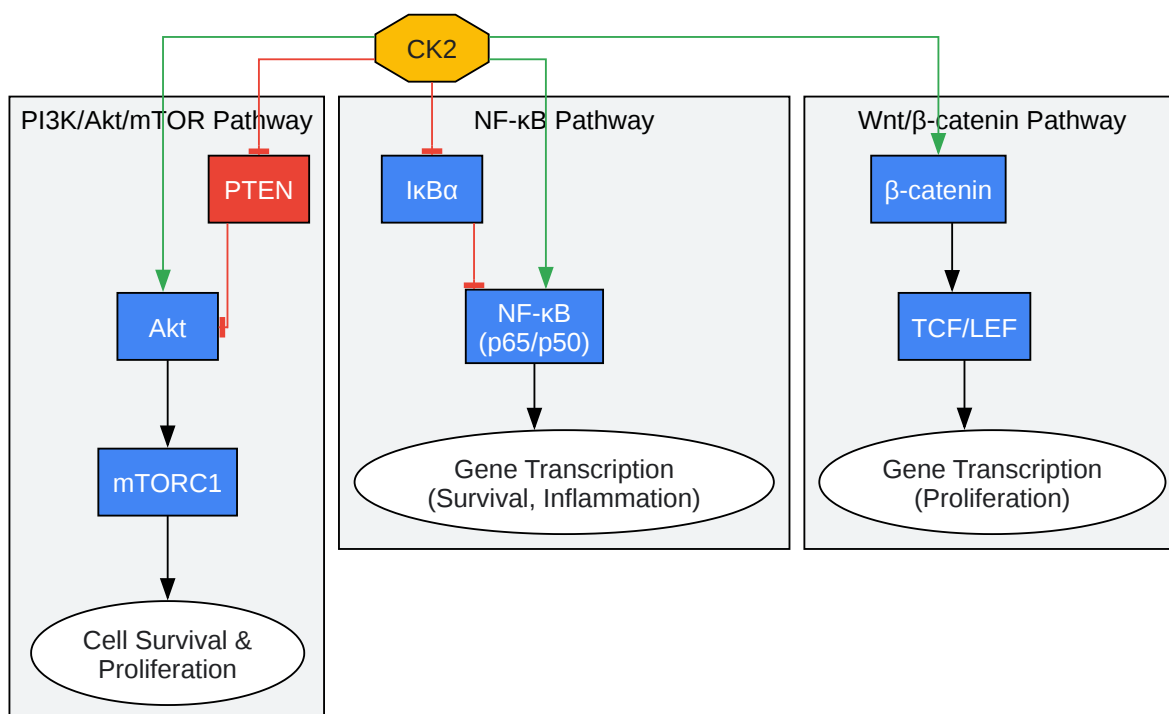 CK2
PI3K/Akt/mTOR Pathway
PTEN
Akt
mTORC1
Cell Survival &
Proliferation
NF-κB Pathway
IκBα
NF-κB
(p65/p50)
Gene Transcription
(Survival, Inflammation)
Wnt/β-catenin Pathway
β-catenin
TCF/LEF
Gene Transcription
(Proliferation)